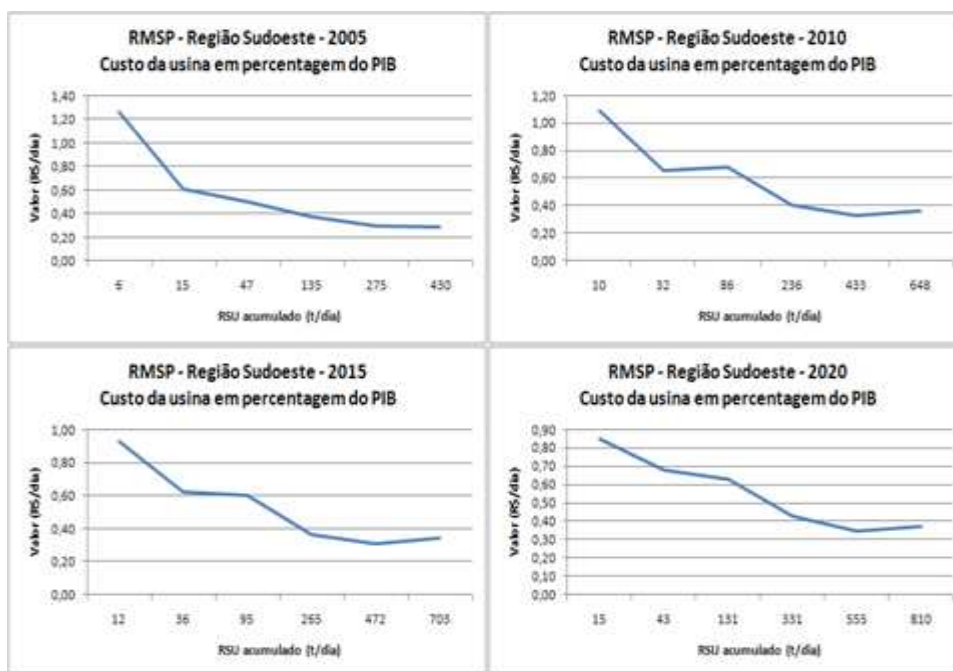 RMSP - Região Sudoeste - 2005
Custo da usina em percentagem do PIB
1,40
1,20
1,00
0,80
0,60
0,40
0,20
0,00
Valor (R$/dia)
6 15 47 135 275 430
RSU acumulado (t/dia)
RMSP - Região Sudoeste - 2010
Custo da usina em percentagem do PIB
1,20
1,00
0,80
0,60
0,40
0,20
0,00
Valor (R$/dia)
10 32 86 236 433 648
RSU acumulado (t/dia)
RMSP - Região Sudoeste - 2015
Custo da usina em percentagem do PIB
1,00
0,80
0,60
0,40
0,20
0,00
Valor (R$/dia)
12 36 95 265 472 703
RSU acumulado (t/dia)
RMSP - Região Sudoeste - 2020
Custo da usina em percentagem do PIB
0,90
0,80
0,70
0,60
0,50
0,40
0,30
0,20
0,10
0,00
Valor (R$/dia)
15 43 131 331 555 810
RSU acumulado (t/dia)